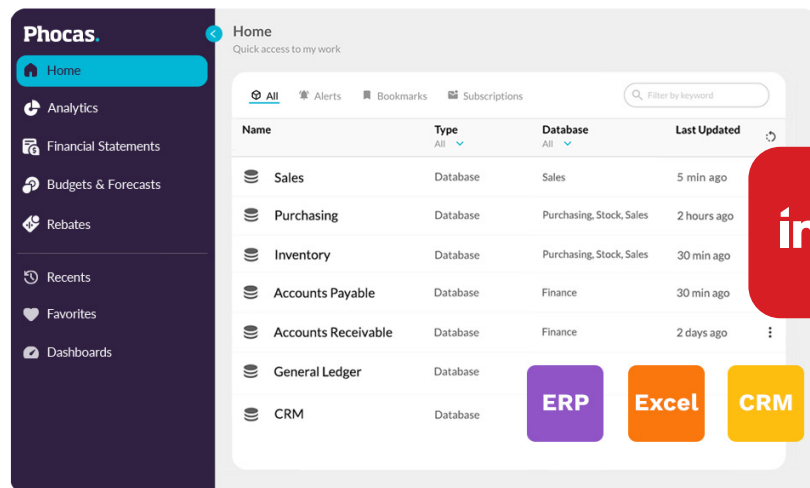 Phocas.
Home
Analytics
Financial Statements
Budgets & Forecasts
Rebates
Recents
Favorites
Dashboards
Home
Quick access to my work
All Alerts Bookmarks Subscriptions Filter by keyword
Name Type Database Last Updated
All All
Sales Database Sales 5 min ago
Purchasing Database Purchasing, Stock, Sales 2 hours ago
Inventory Database Purchasing, Stock, Sales 30 min ago
Accounts Payable Database Finance 30 min ago
Accounts Receivable Database Finance 2 days ago
General Ledger Database
CRM Database
ERP Excel CRM